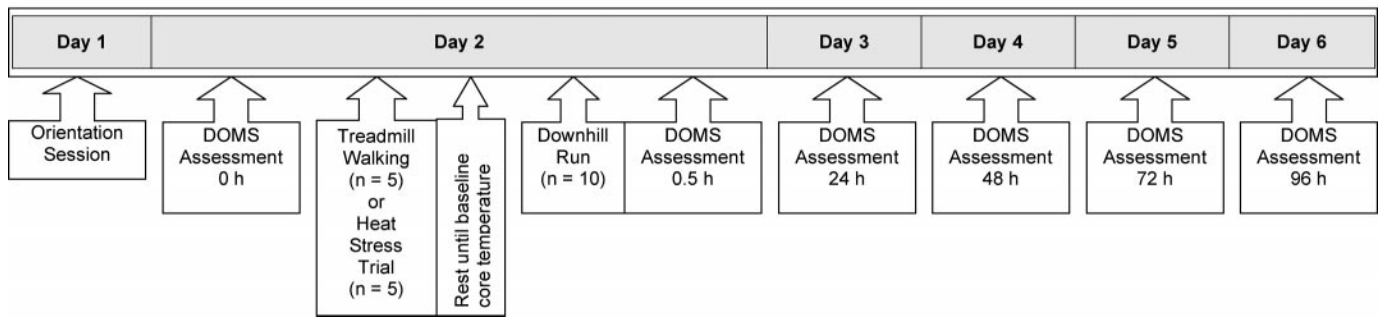 Day 1
Day 2
Day 3
Day 4
Day 5
Day 6
Orientation
Session
DOMS
Assessment
0 h
Treadmill
Walking
(n = 5)
or
Heat
Stress
Trial
(n = 5)
Rest until baseline
core temperature
Downhill
Run
(n = 10)
DOMS
Assessment
0.5 h
DOMS
Assessment
24 h
DOMS
Assessment
48 h
DOMS
Assessment
72 h
DOMS
Assessment
96 h